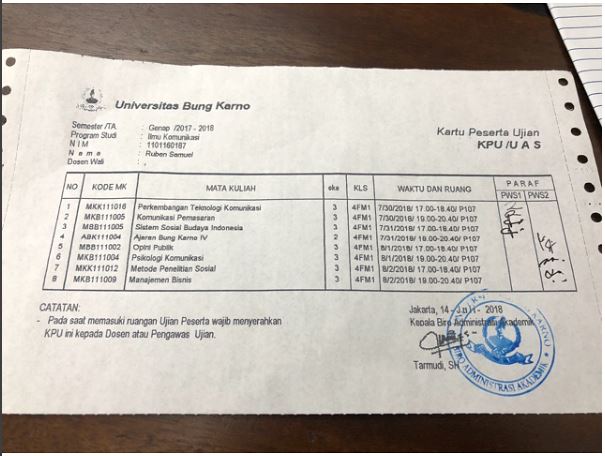 Universitas Bung Karno
Semester /TA : Genap /2017 - 2018
Program Studi : Ilmu Komunikasi
N I M : 1101160187
N a m a : Ruben Samuel
Dosen Wali : ,
Kartu Peserta Ujian
KPU /U A S
NO KODE MK MATA KULIAH sks KLS WAKTU DAN RUANG PARAF
PWS1 PWS2
1 MKK111016 Perkembangan Teknologi Komunikasi 3 4FM1 7/30/2018/ 17.00-18.40/ P107
2 MKB111005 Komunikasi Pemasaran 3 4FM1 7/30/2018/ 19.00-20.40/ P107
3 MBB111005 Sistem Sosial Budaya Indonesia 3 4FM1 7/31/2018/ 17.00-18.40/ P107
4 ABK111004 Ajaran Bung Karno IV 2 4FM1 7/31/2018/ 19.00-20.40/ P107
5 MBB111002 Opini Publik 3 4FM1 8/1/2018/ 17.00-18.40/ P107
6 MKB111004 Psikologi Komunikasi 3 4FM1 8/1/2018/ 19.00-20.40/ P107
7 MKK111012 Metode Penelitian Sosial 3 4FM1 8/2/2018/ 17.00-18.40/ P107
8 MKB111009 Manajemen Bisnis 3 4FM1 8/2/2018/ 19.00-20.40/ P107
CATATAN:
- Pada saat memasuki ruangan Ujian Peserta wajib menyerahkan
KPU ini kepada Dosen atau Pengawas Ujian.
Jakarta, 14 - Juli - 2018
Kepala Biro Administrasi Akademik
Tarmudi, SH
BIRO ADMINISTRASI AKADEMIK